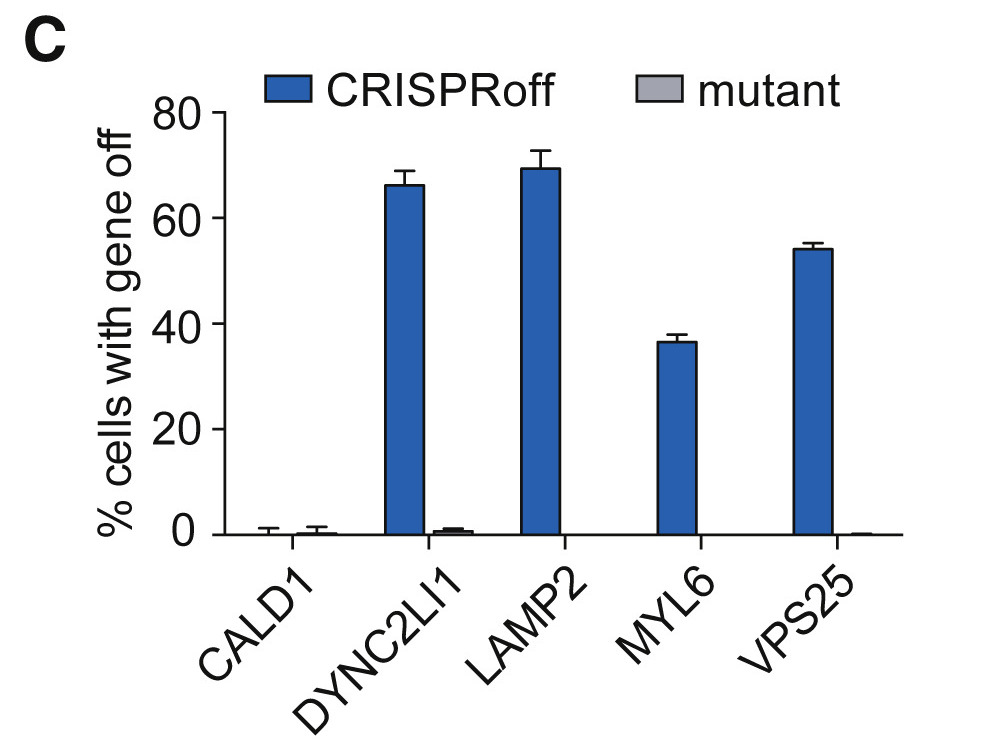 C
CRISPRoff mutant
% cells with gene off
80
60
40
20
0
CALD1
DYNC2LI1
LAMP2
MYL6
VPS25